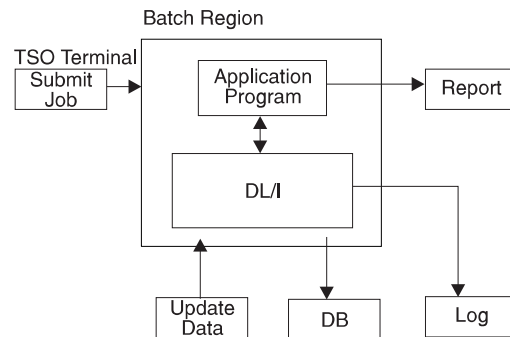 Batch Region
TSO Terminal
Submit
Job
Application
Program
Report
DL/I
Update
Data
DB
Log